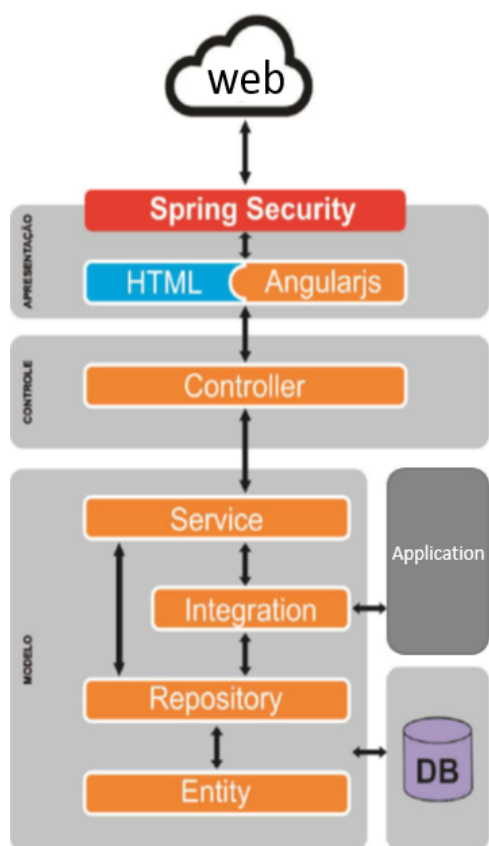 web
Spring Security
APRESENTAÇÃO
HTML
Angularjs
CONTROLE
Controller
MODELO
Service
Application
Integration
Repository
DB
Entity